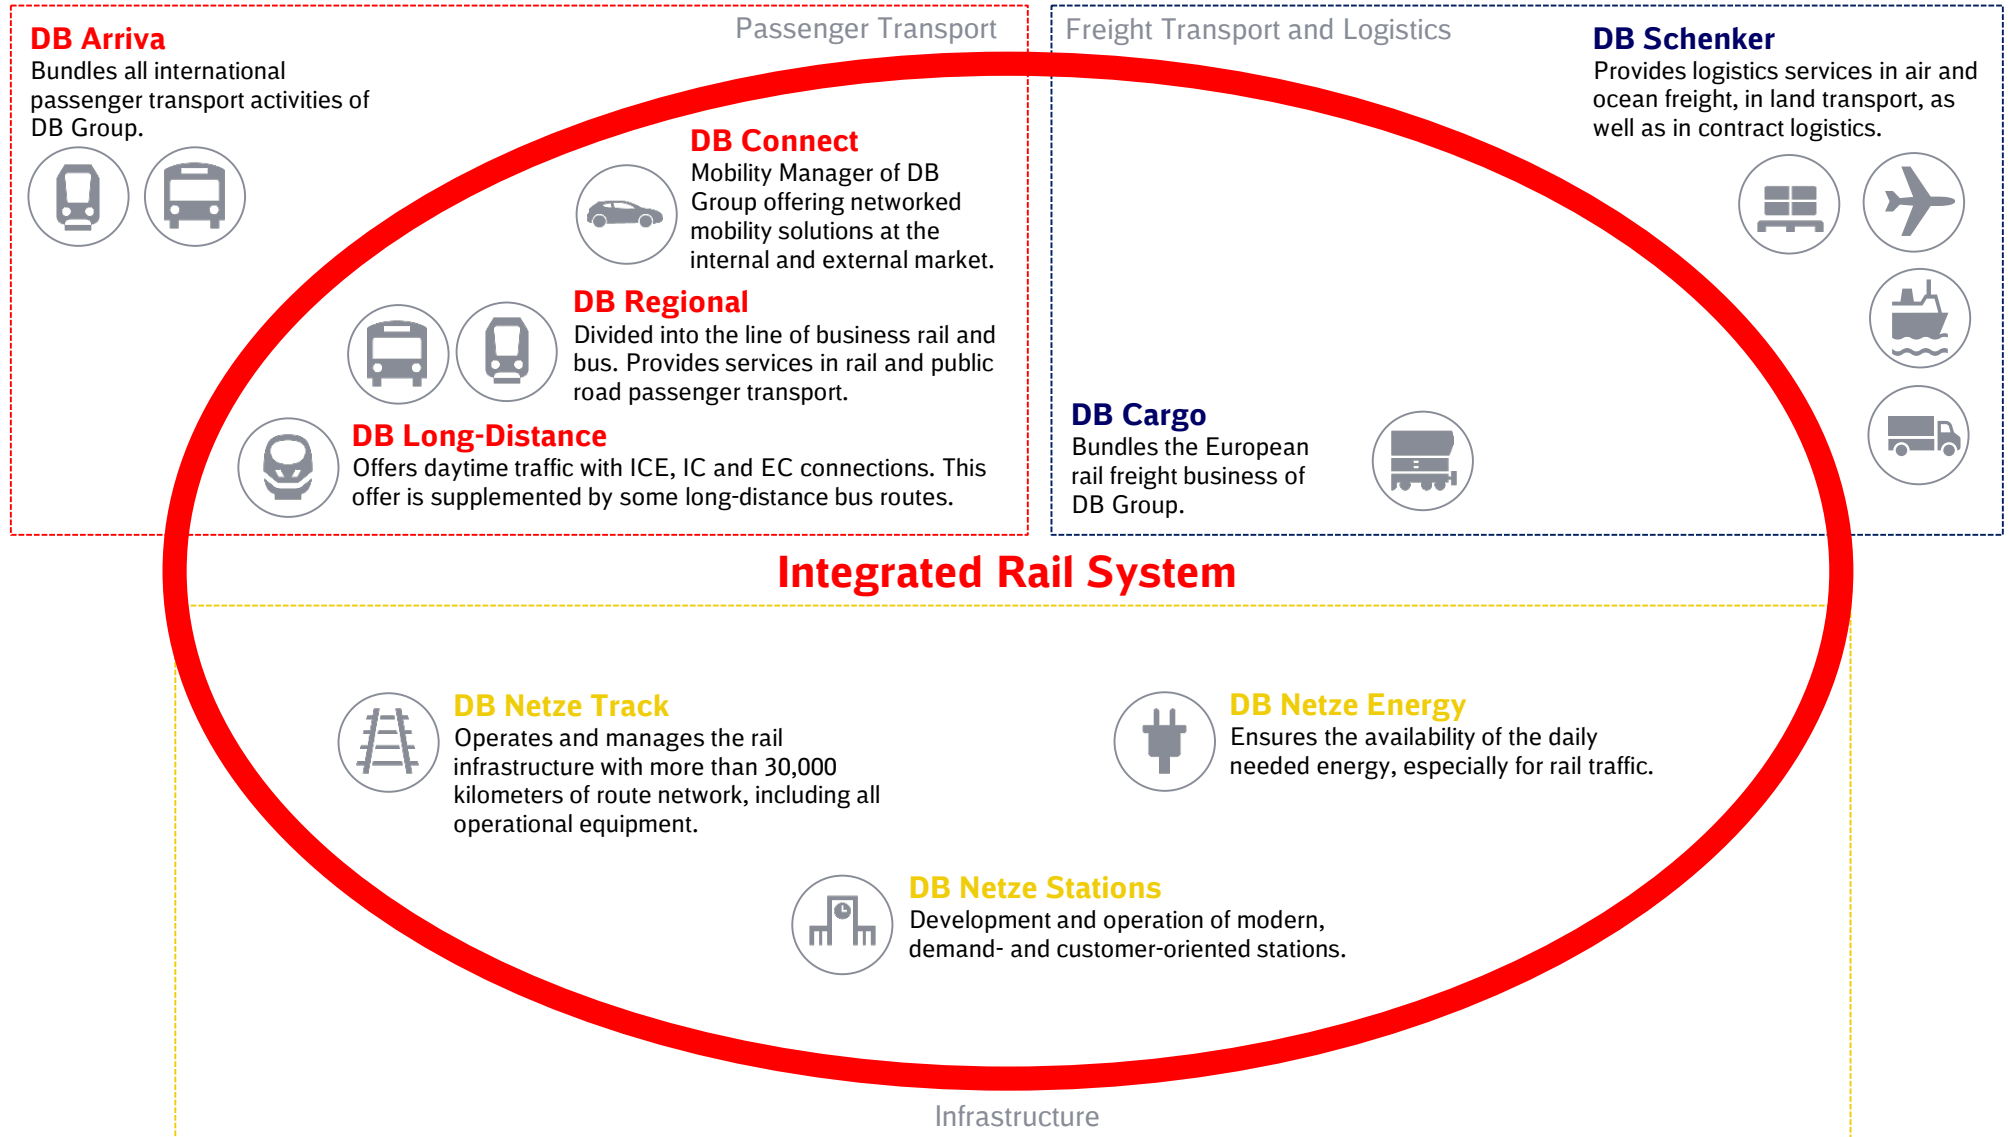 Passenger Transport
DB Arriva
Bundles all international
passenger transport activities of
DB Group.
DB Connect
Mobility Manager of DB
Group offering networked
mobility solutions at the
internal and external market.
DB Regional
Divided into the line of business rail and
bus. Provides services in rail and public
road passenger transport.
DB Long-Distance
Offers daytime traffic with ICE, IC and EC connections. This
offer is supplemented by some long-distance bus routes.
Freight Transport and Logistics
DB Schenker
Provides logistics services in air and
ocean freight, in land transport, as
well as in contract logistics.
DB Cargo
Bundles the European
rail freight business of
DB Group.
Integrated Rail System
DB Netze Track
Operates and manages the rail
infrastructure with more than 30,000
kilometers of route network, including all
operational equipment.
DB Netze Energy
Ensures the availability of the daily
needed energy, especially for rail traffic.
DB Netze Stations
Development and operation of modern,
demand- and customer-oriented stations.
Infrastructure